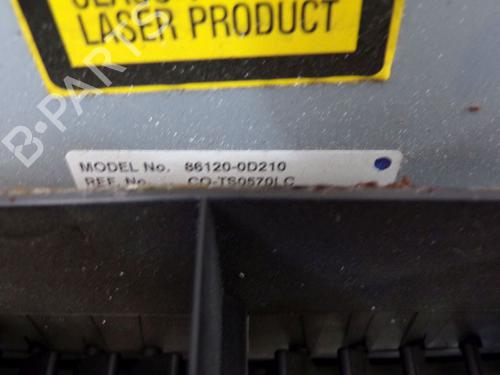 LASER PRODUCT
MODEL No. 86120-0D210
REF. No. CQ-TS0570LC
B-PARTS